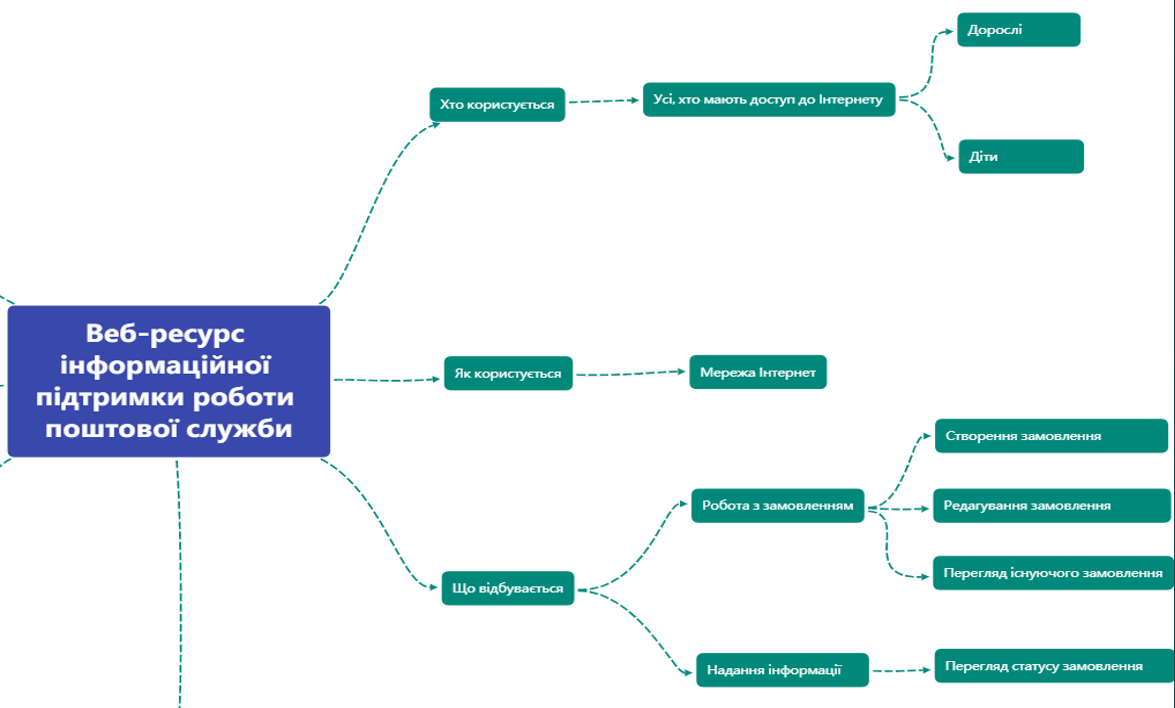 Дорослі
Хто користується
Усі, хто мають доступ до Інтернету
Діти
Веб-ресурс
інформаційної
підтримки роботи
поштової служби
Як користується
Мережа Інтернет
Створення замовлення
Робота з замовленням
Редагування замовлення
Перегляд існуючого замовлення
Що відбувається
Надання інформації
Перегляд статусу замовлення